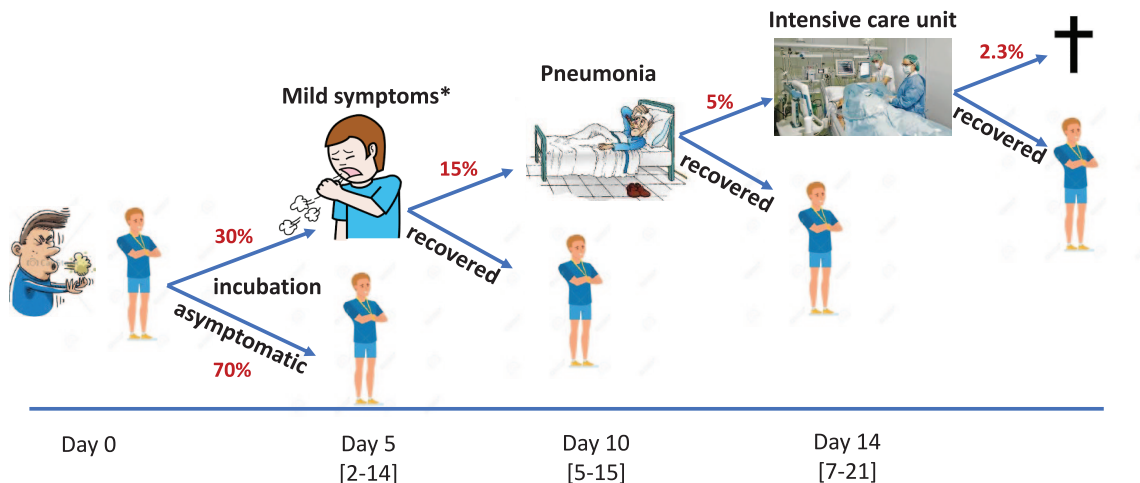 Intensive care unit
2.3%
Pneumonia
5%
recovered
Mild symptoms*
15%
recovered
30%
recovered
incubation
asymptomatic
70%
Day 0
Day 5
Day 10
Day 14
[2-14]
[5-15]
[7-21]